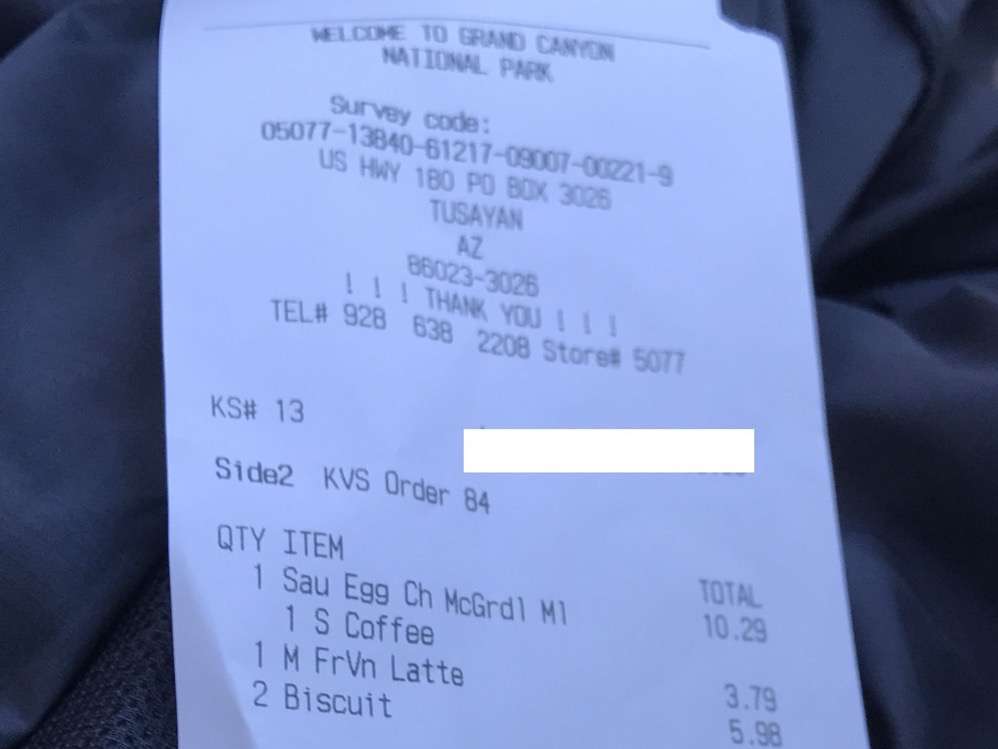 WELCOME TO GRAND CANYON
NATIONAL PARK
Survey code:
05077-13840-61217-09007-00221-9
US HWY 180 PO BOX 3026
TUSAYAN
AZ
86023-3026
! ! ! THANK YOU ! ! !
TEL# 928 638 2208 Store# 5077
KS# 13
Side2 KVS Order 84
QTY ITEM TOTAL
1 Sau Egg Ch McGrdl Ml 10.29
1 S Coffee
1 M FrVn Latte 3.79
2 Biscuit 5.98